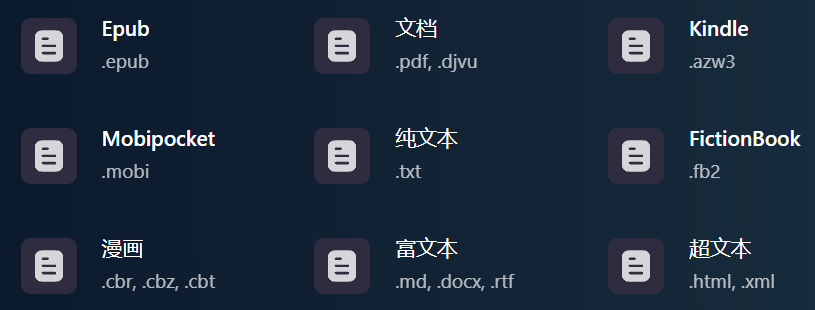 Epub
.epub
文档
.pdf, .djvu
Kindle
.azw3
Mobipocket
.mobi
纯文本
.txt
FictionBook
.fb2
漫画
.cbr, .cbz, .cbt
富文本
.md, .docx, .rtf
超文本
.html, .xml